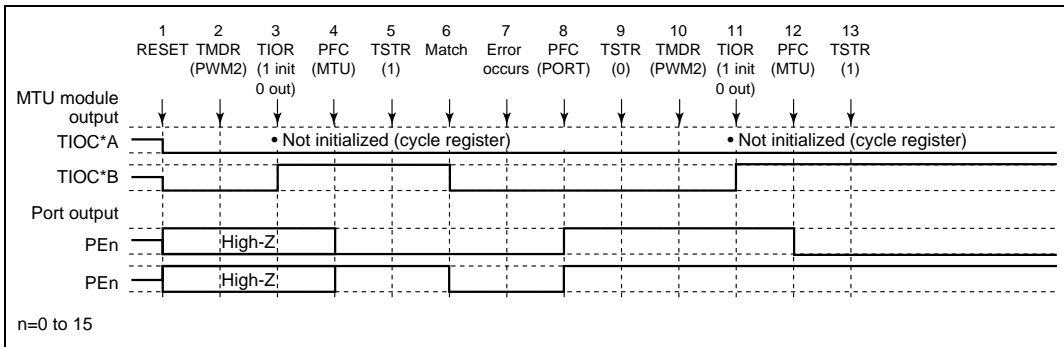 1 2 3 4 5 6 7 8 9 10 11 12 13
RESET TMDR TIOR PFC TSTR Match Error PFC TSTR TMDR TIOR PFC TSTR
(PWM2) (1 init (MTU) (1) occurs (PORT) (0) (PWM2) (1 init (MTU) (1)
0 out) 0 out)
MTU module
output
TIOC*A • Not initialized (cycle register) • Not initialized (cycle register)
TIOC*B
Port output
PEn High-Z
PEn High-Z
n=0 to 15